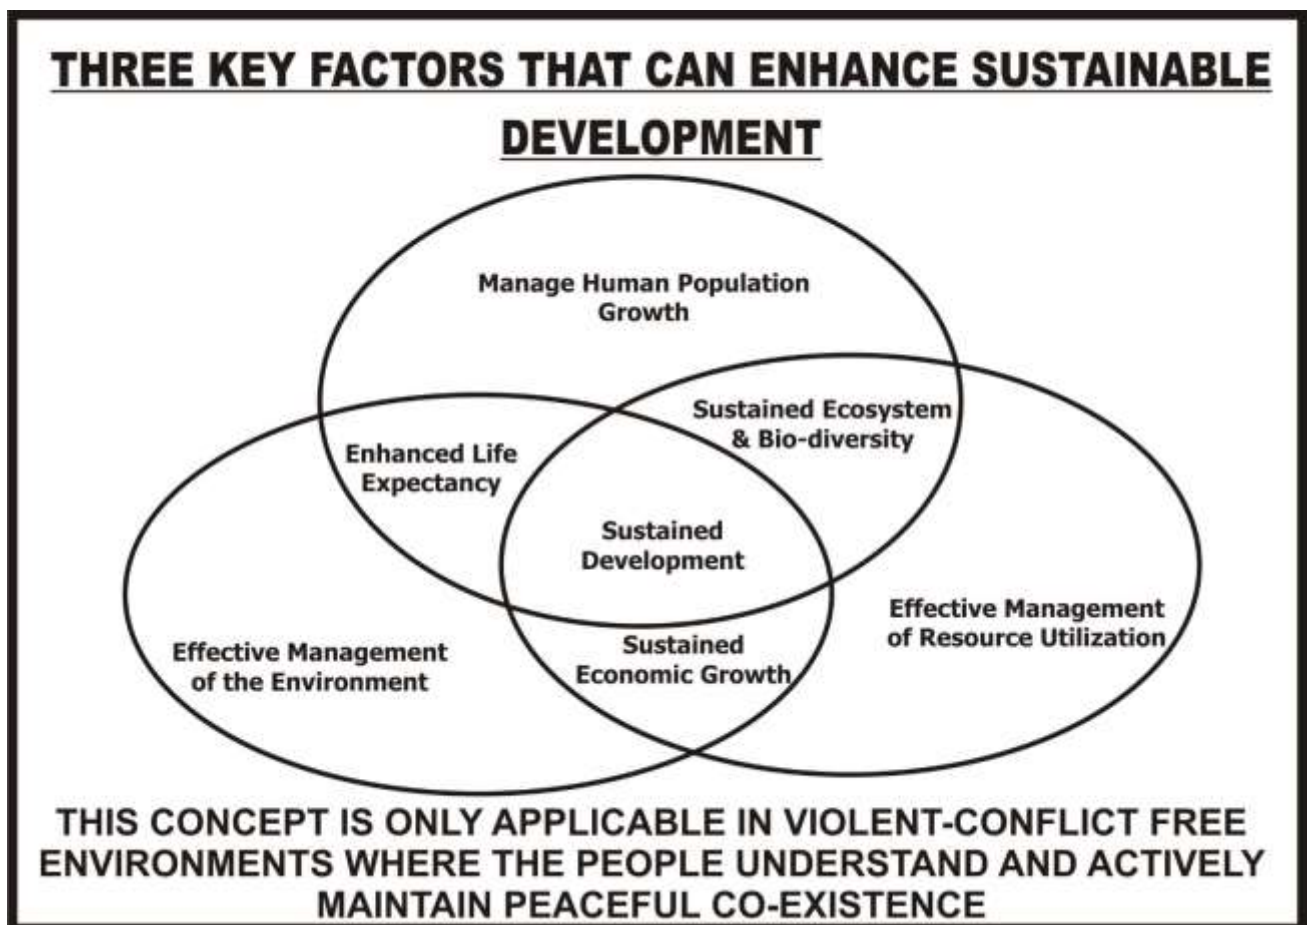 THREE KEY FACTORS THAT CAN ENHANCE SUSTAINABLE
DEVELOPMENT
Manage Human Population
Growth
Sustained Ecosystem
& Bio-diversity
Enhanced Life
Expectancy
Sustained
Development
Effective Management
of Resource Utilization
Effective Management
of the Environment
Sustained
Economic Growth
THIS CONCEPT IS ONLY APPLICABLE IN VIOLENT-CONFLICT FREE
ENVIRONMENTS WHERE THE PEOPLE UNDERSTAND AND ACTIVELY
MAINTAIN PEACEFUL CO-EXISTENCE